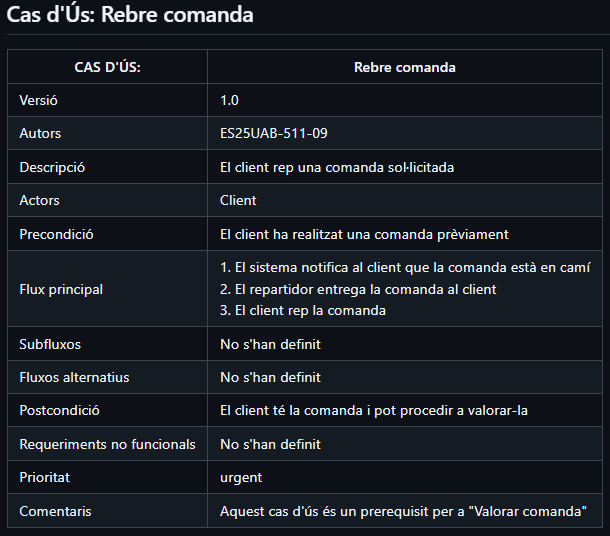 Cas d'Ús: Rebre comanda
CAS D'ÚS: Rebre comanda
Versió 1.0
Autors ES25UAB-511-09
Descripció El client rep una comanda sol·licitada
Actors Client
Precondició El client ha realitzat una comanda prèviament
Flux principal
1. El sistema notifica al client que la comanda està en camí
2. El repartidor entrega la comanda al client
3. El client rep la comanda
Subfluxos No s'han definit
Fluxos alternatius No s'han definit
Postcondició El client té la comanda i pot procedir a valorar-la
Requeriments no funcionals No s'han definit
Prioritat urgent
Comentaris Aquest cas d'ús és un prerequisit per a "Valorar comanda"